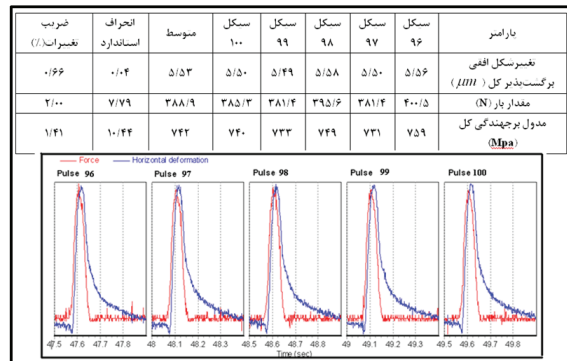 پارامتر سیکل ۹۶ سیکل ۹۷ سیکل ۹۸ سیکل ۹۹ سیکل ۱۰۰ متوسط انحراف استاندارد ضریب تغییرات(%)
تغییرشکل افقی برگشت‌پذیر کل (μm) ۵/۵۶ ۵/۵۰ ۵/۵۸ ۵/۴۹ ۵/۵۰ ۵/۵۳ ۰/۰۴ ۰/۶۶
مقدار بار (N) ۴۰۰/۵ ۳۸۱/۴ ۳۹۵/۶ ۳۸۱/۴ ۳۸۵/۳ ۳۸۸/۹ ۷/۷۹ ۲/۰۰
مدول برجهندگی کل (Mpa) ۷۵۹ ۷۳۱ ۷۴۹ ۷۳۳ ۷۴۰ ۷۴۲ ۱۰/۴۴ ۱/۴۱
Force Horizontal deformation
Pulse 96 Pulse 97 Pulse 98 Pulse 99 Pulse 100
47.5 47.6 47.7 47.8 48 48.1 48.2 48.3 48.5 48.6 48.7 48.8 49 49.1 49.2 49.3 49.5 49.6 49.7 49.8
Time (sec)